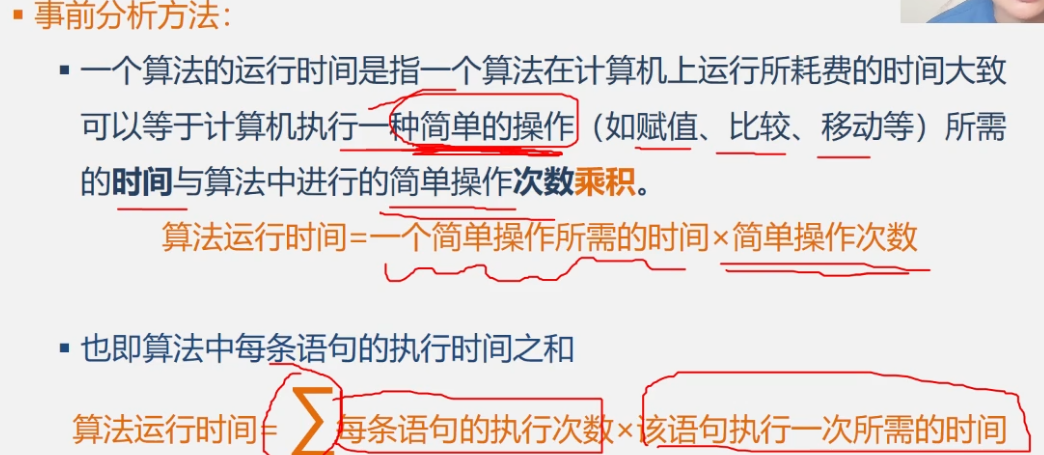 ▪ 事前分析方法：
▪ 一个算法的运行时间是指一个算法在计算机上运行所耗费的时间大致
可以等于计算机执行一种简单的操作（如赋值、比较、移动等）所需
的时间与算法中进行的简单操作次数乘积。
算法运行时间=一个简单操作所需的时间×简单操作次数
▪ 也即算法中每条语句的执行时间之和
算法运行时间= ∑每条语句的执行次数×该语句执行一次所需的时间